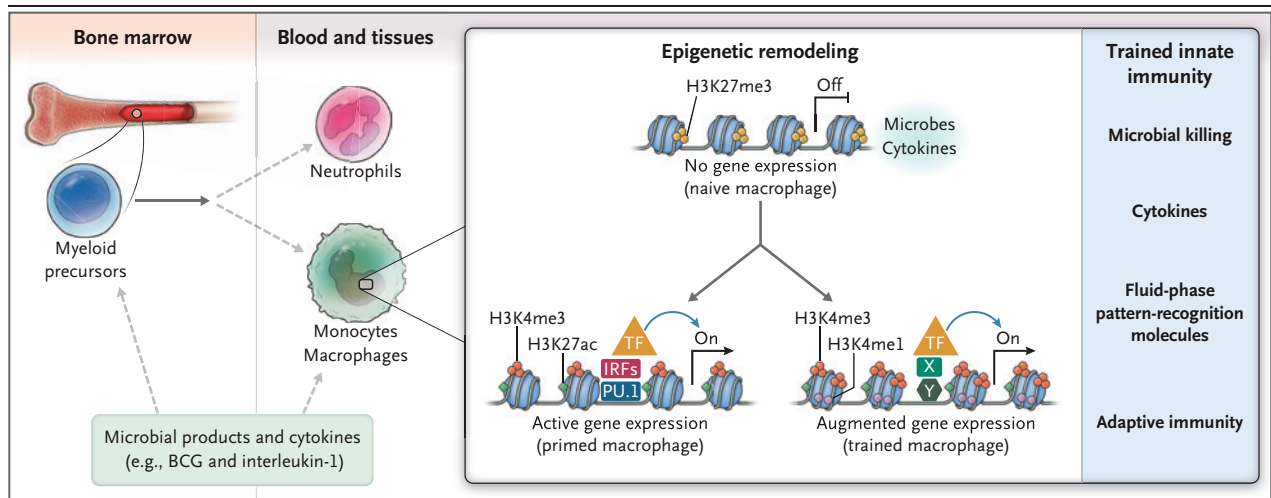 Bone marrow
Blood and tissues
Myeloid
precursors
Neutrophils
Monocytes
Macrophages
Microbial products and cytokines
(e.g., BCG and interleukin-1)
Epigenetic remodeling
H3K27me3
Off
Microbes
Cytokines
No gene expression
(naive macrophage)
H3K4me3
H3K27ac
TF
On
IRFs
PU.1
Active gene expression
(primed macrophage)
H3K4me3
H3K4me1
TF
On
X
Y
Augmented gene expression
(trained macrophage)
Trained innate
immunity
Microbial killing
Cytokines
Fluid-phase
pattern-recognition
molecules
Adaptive immunity